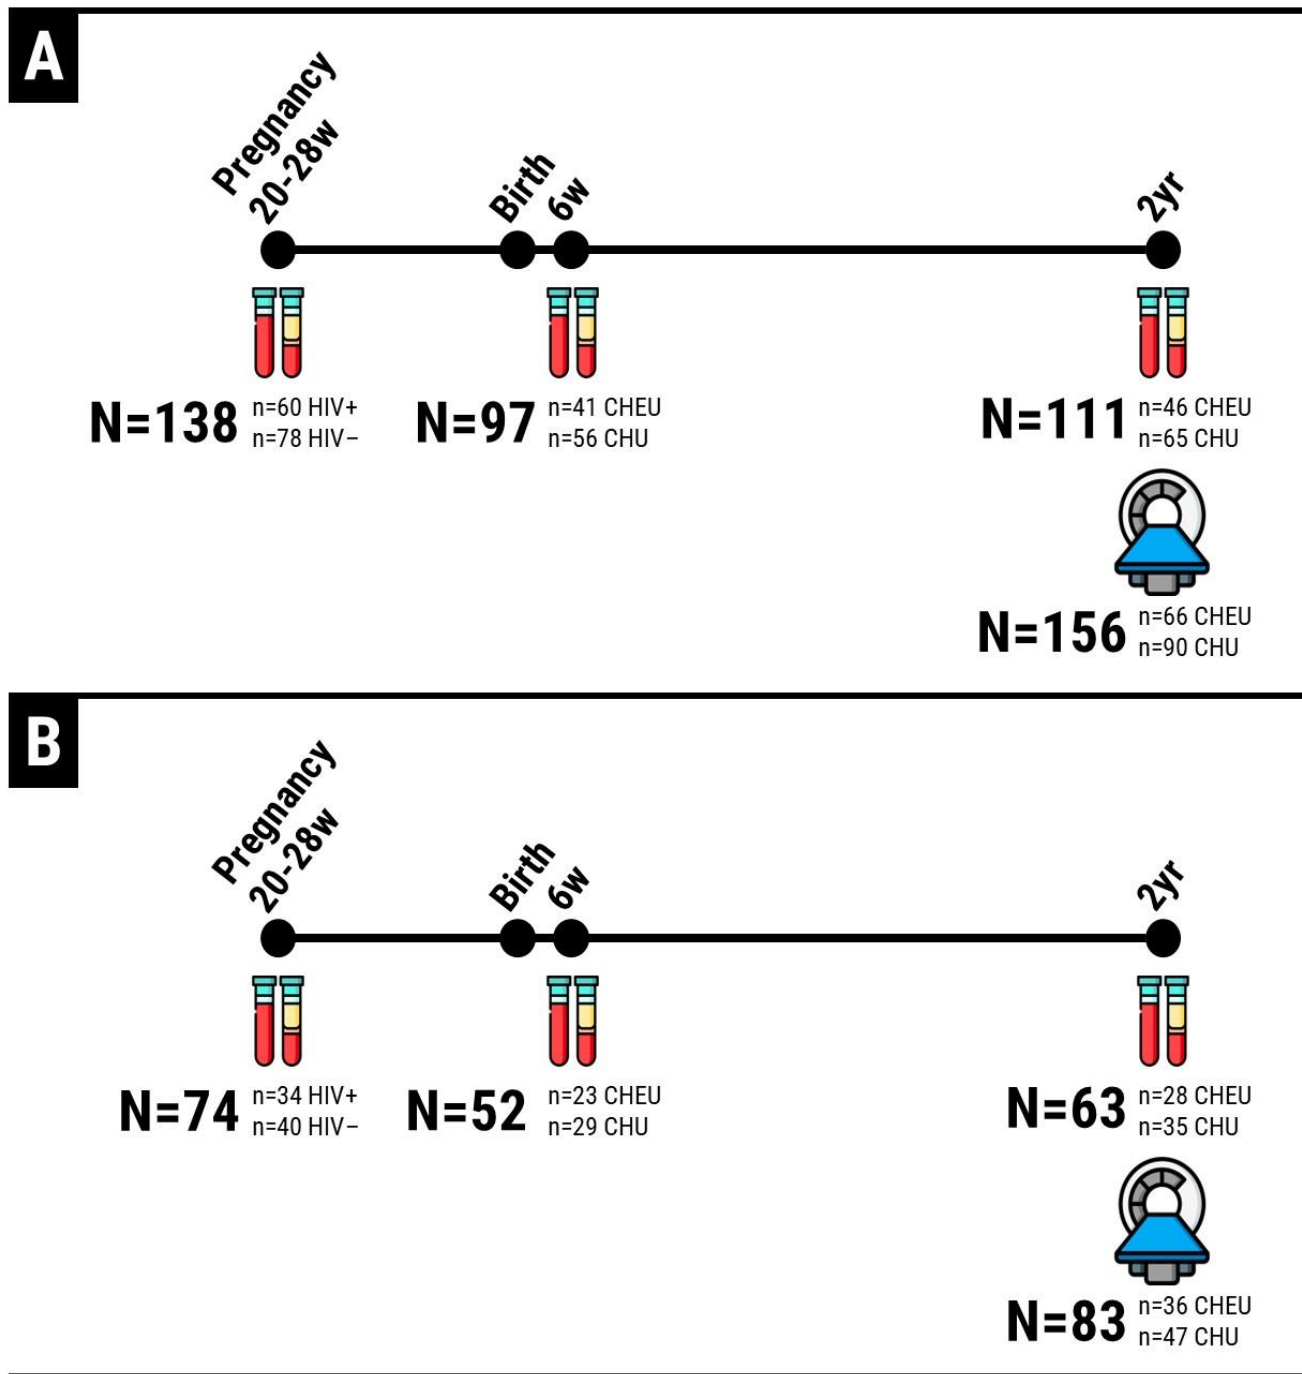 A
Pregnancy
20-28w
Birth
6w
2yr
N=138
n=60 HIV+
n=78 HIV–
N=97
n=41 CHEU
n=56 CHU
N=111
n=46 CHEU
n=65 CHU
N=156
n=66 CHEU
n=90 CHU
B
Pregnancy
20-28w
Birth
6w
2yr
N=74
n=34 HIV+
n=40 HIV–
N=52
n=23 CHEU
n=29 CHU
N=63
n=28 CHEU
n=35 CHU
N=83
n=36 CHEU
n=47 CHU